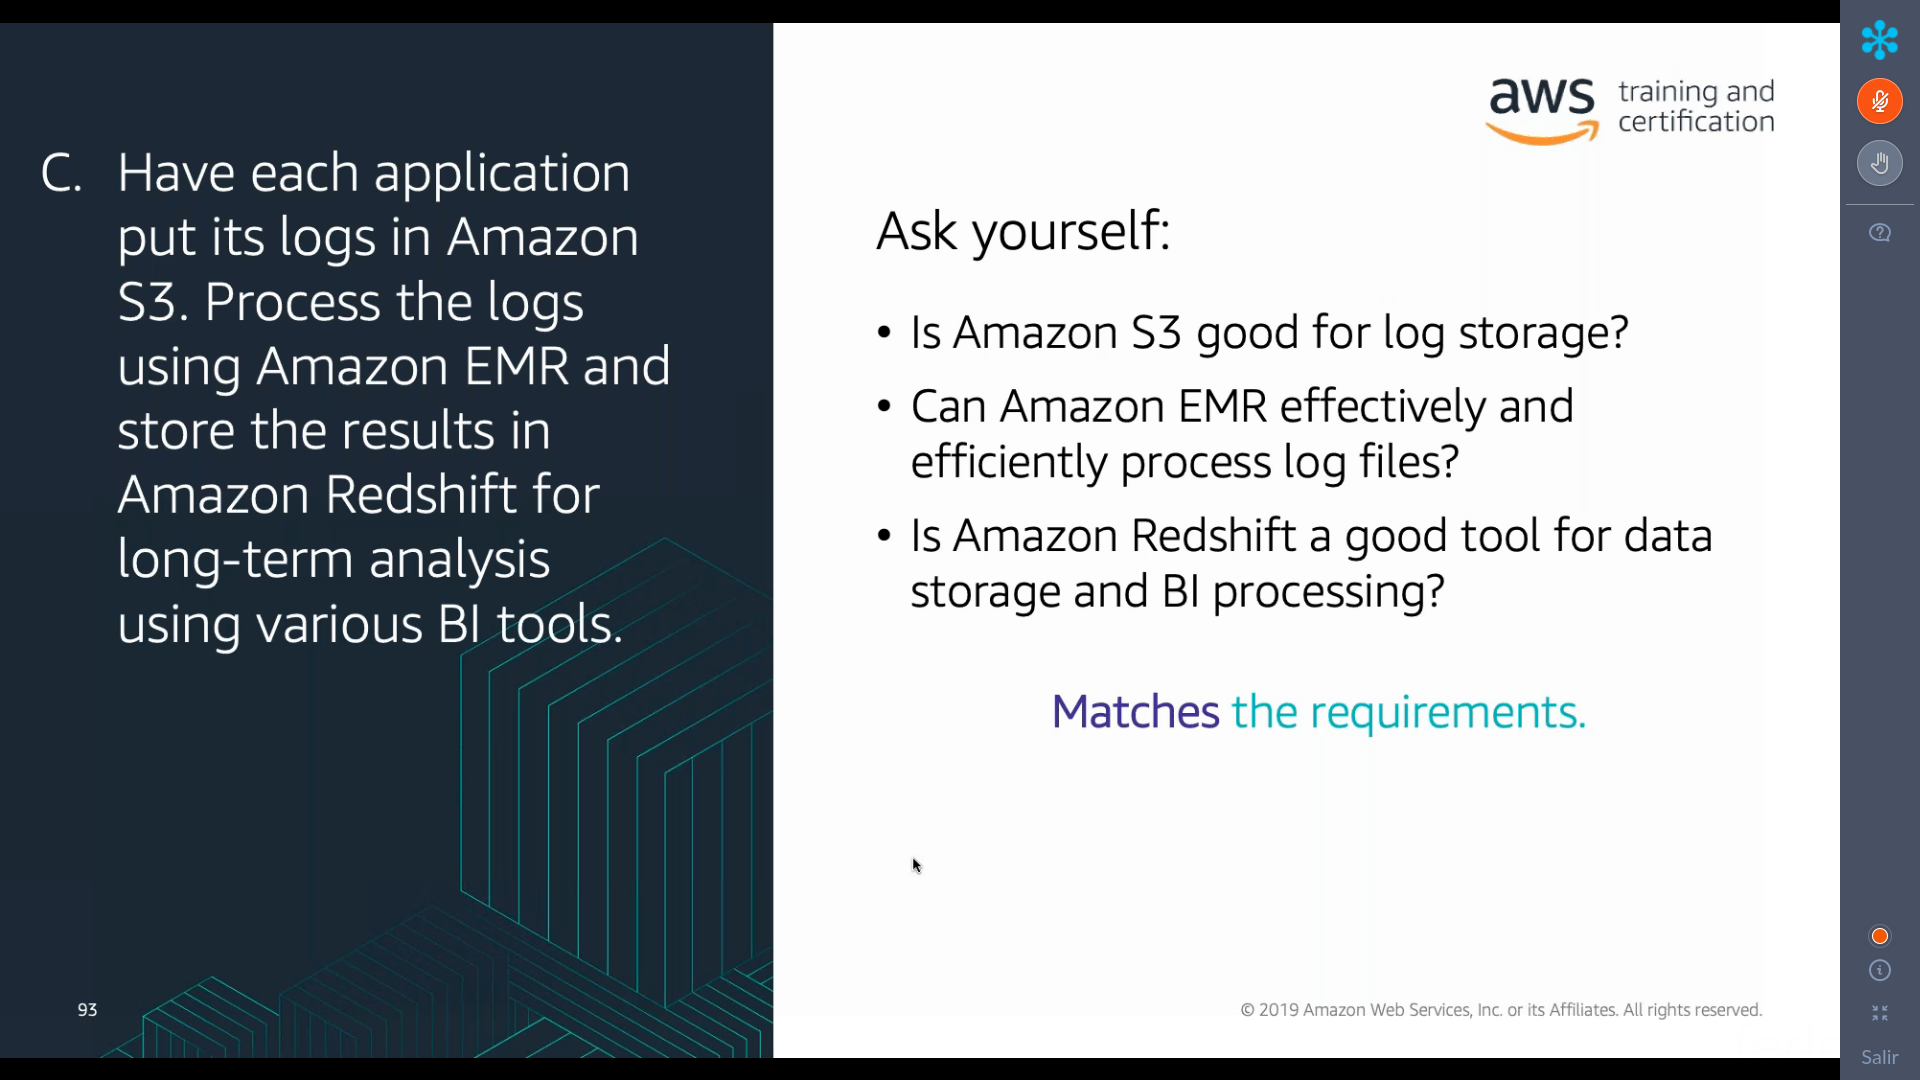 C. Have each application
put its logs in Amazon
S3. Process the logs
using Amazon EMR and
store the results in
Amazon Redshift for
long-term analysis
using various BI tools.
93
aws training and
certification
Ask yourself:
• Is Amazon S3 good for log storage?
• Can Amazon EMR effectively and
efficiently process log files?
• Is Amazon Redshift a good tool for data
storage and BI processing?
Matches the requirements.
© 2019 Amazon Web Services, Inc. or its Affiliates. All rights reserved.
Salir